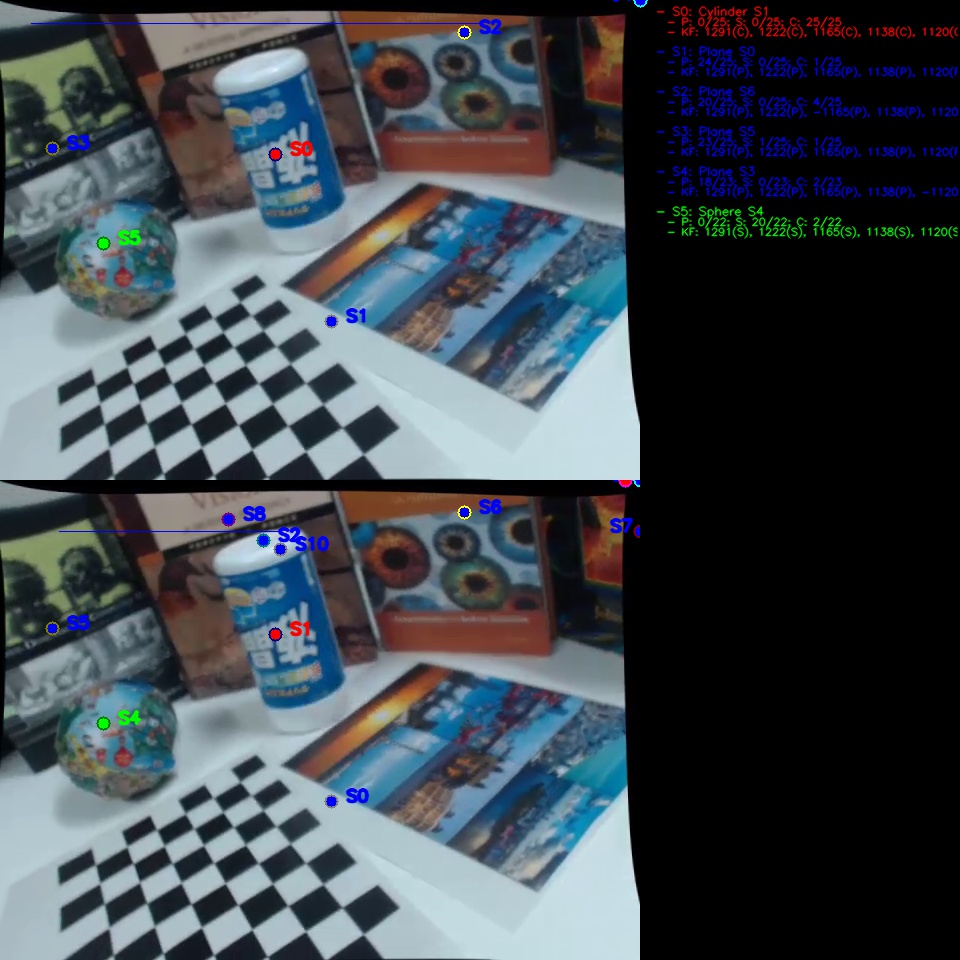 S2
S3
S0
S5
S1
- S0: Cylinder S1
- P: 0/25; S: 0/25; C: 25/25
- KF: 1291(C), 1222(C), 1165(C), 1138(C), 1120(
- S1: Plane S0
- P: 24/25; S: 0/25; C: 1/25
- KF: 1291(P), 1222(P), 1165(P), 1138(P), 1120(
- S2: Plane S6
- P: 20/25; S: 0/25; C: 4/25
- KF: 1291(P), 1222(P), -1165(P), 1138(P), 1120
- S3: Plane S5
- P: 23/25; S: 1/25; C: 1/25
- KF: 1291(P), 1222(P), 1165(P), 1138(P), 1120(
- S4: Plane S3
- P: 18/23; S: 0/23; C: 2/23
- KF: 1291(P), 1222(P), 1165(P), 1138(P), -1120
- S5: Sphere S4
- P: 0/22; S: 20/22; C: 2/22
- KF: 1291(S), 1222(S), 1165(S), 1138(S), 1120(S
S8
S6
S2
S10
S7
S5
S1
S4
S0